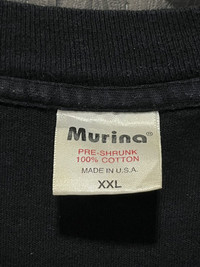 Murina®
PRE-SHRUNK
100% COTTON
MADE IN U.S.A.
XXL